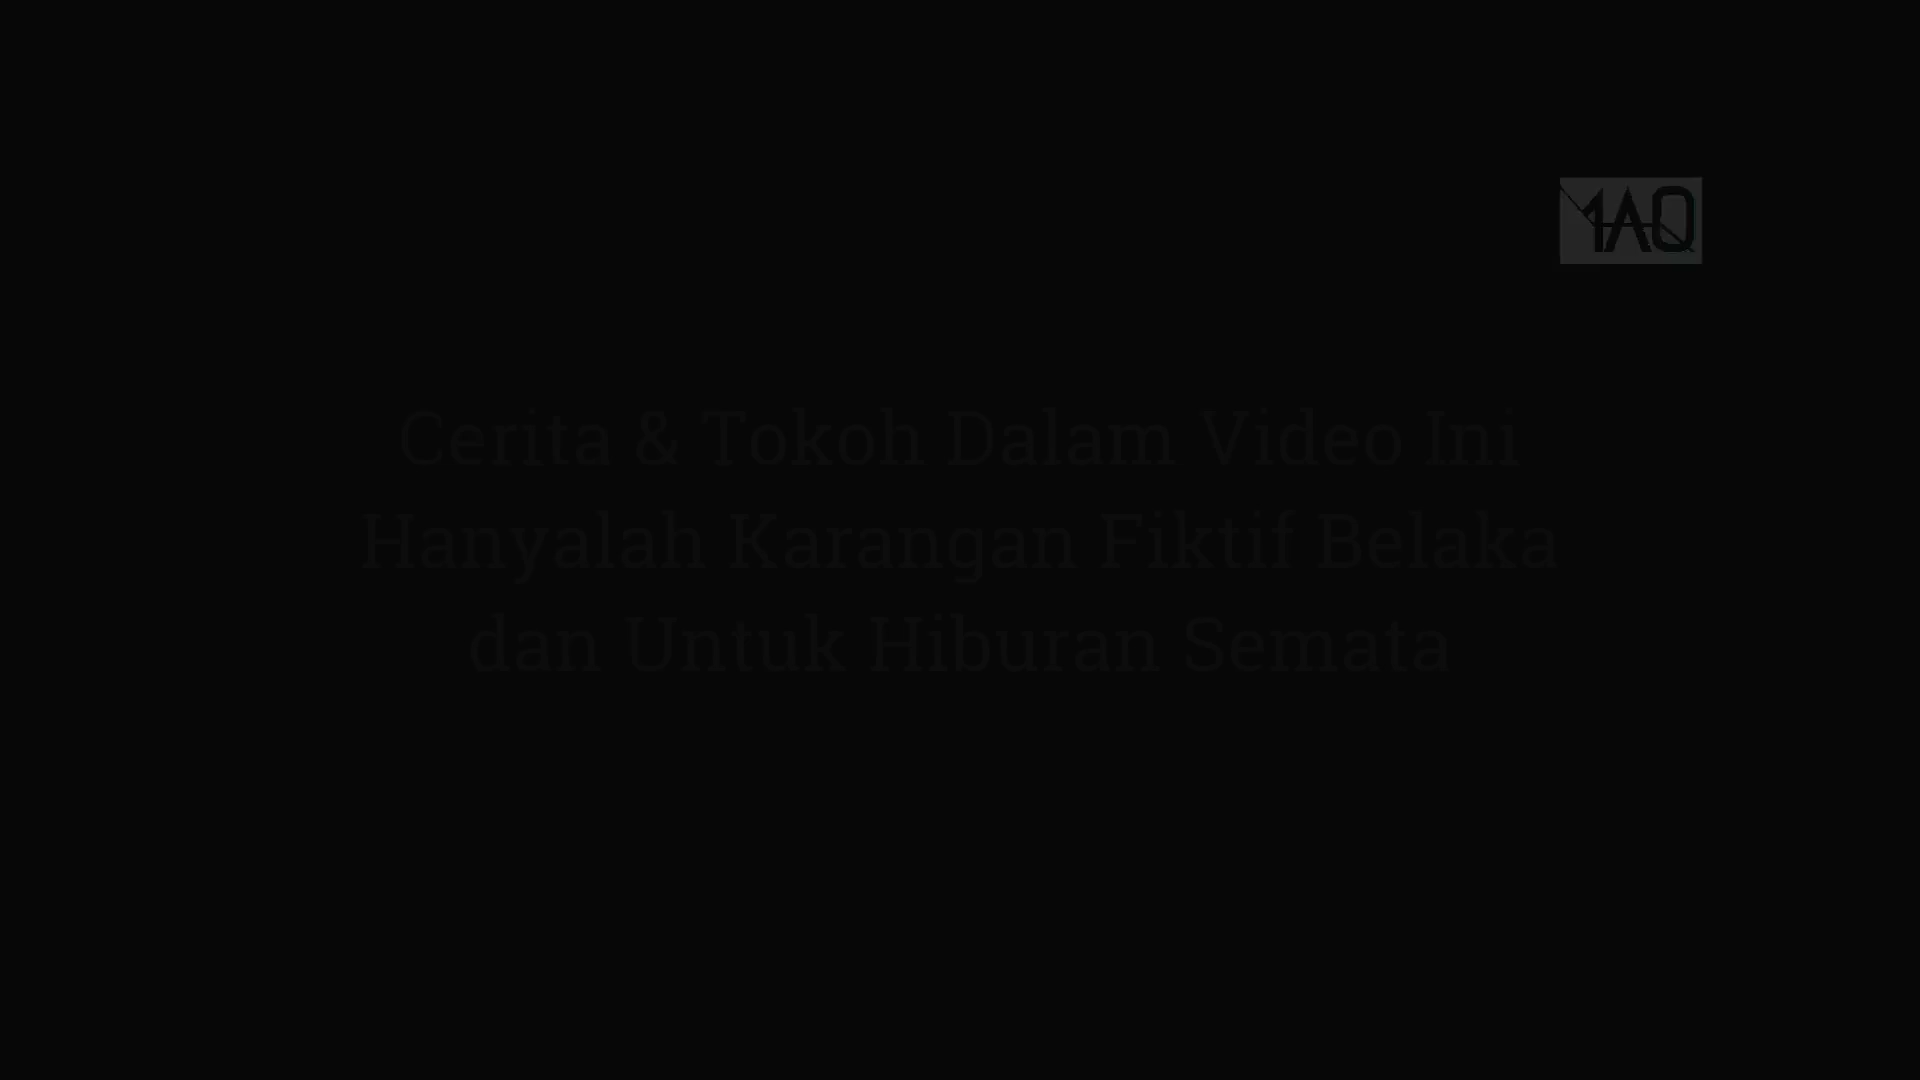 1AQ
Cerita & Tokoh Dalam Video Ini
Hanyalah Karangan Fiktif Belaka
dan Untuk Hiburan Semata